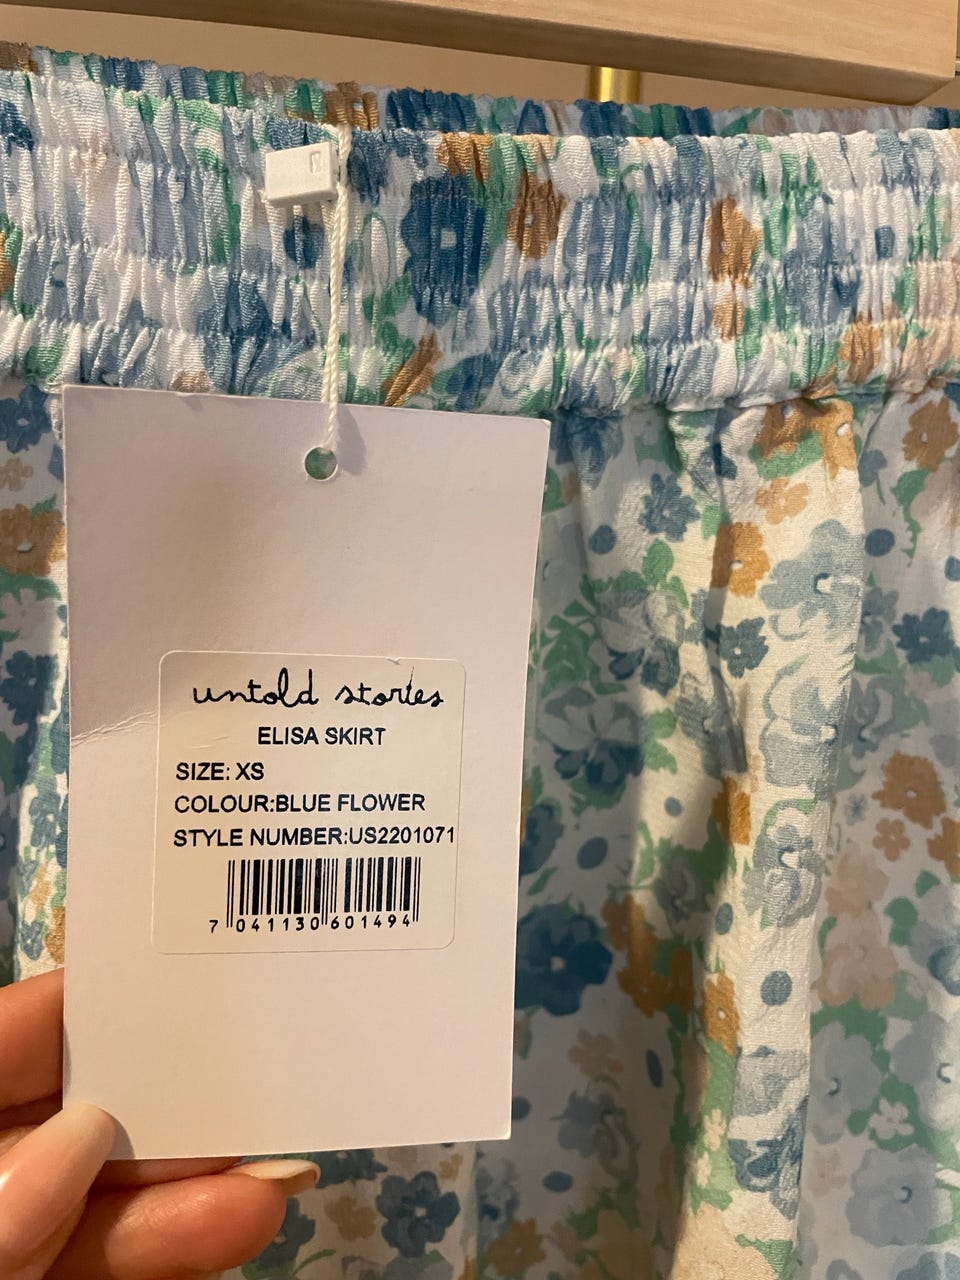 untold stories
ELISA SKIRT
SIZE: XS
COLOUR:BLUE FLOWER
STYLE NUMBER:US2201071
7 041130 601494